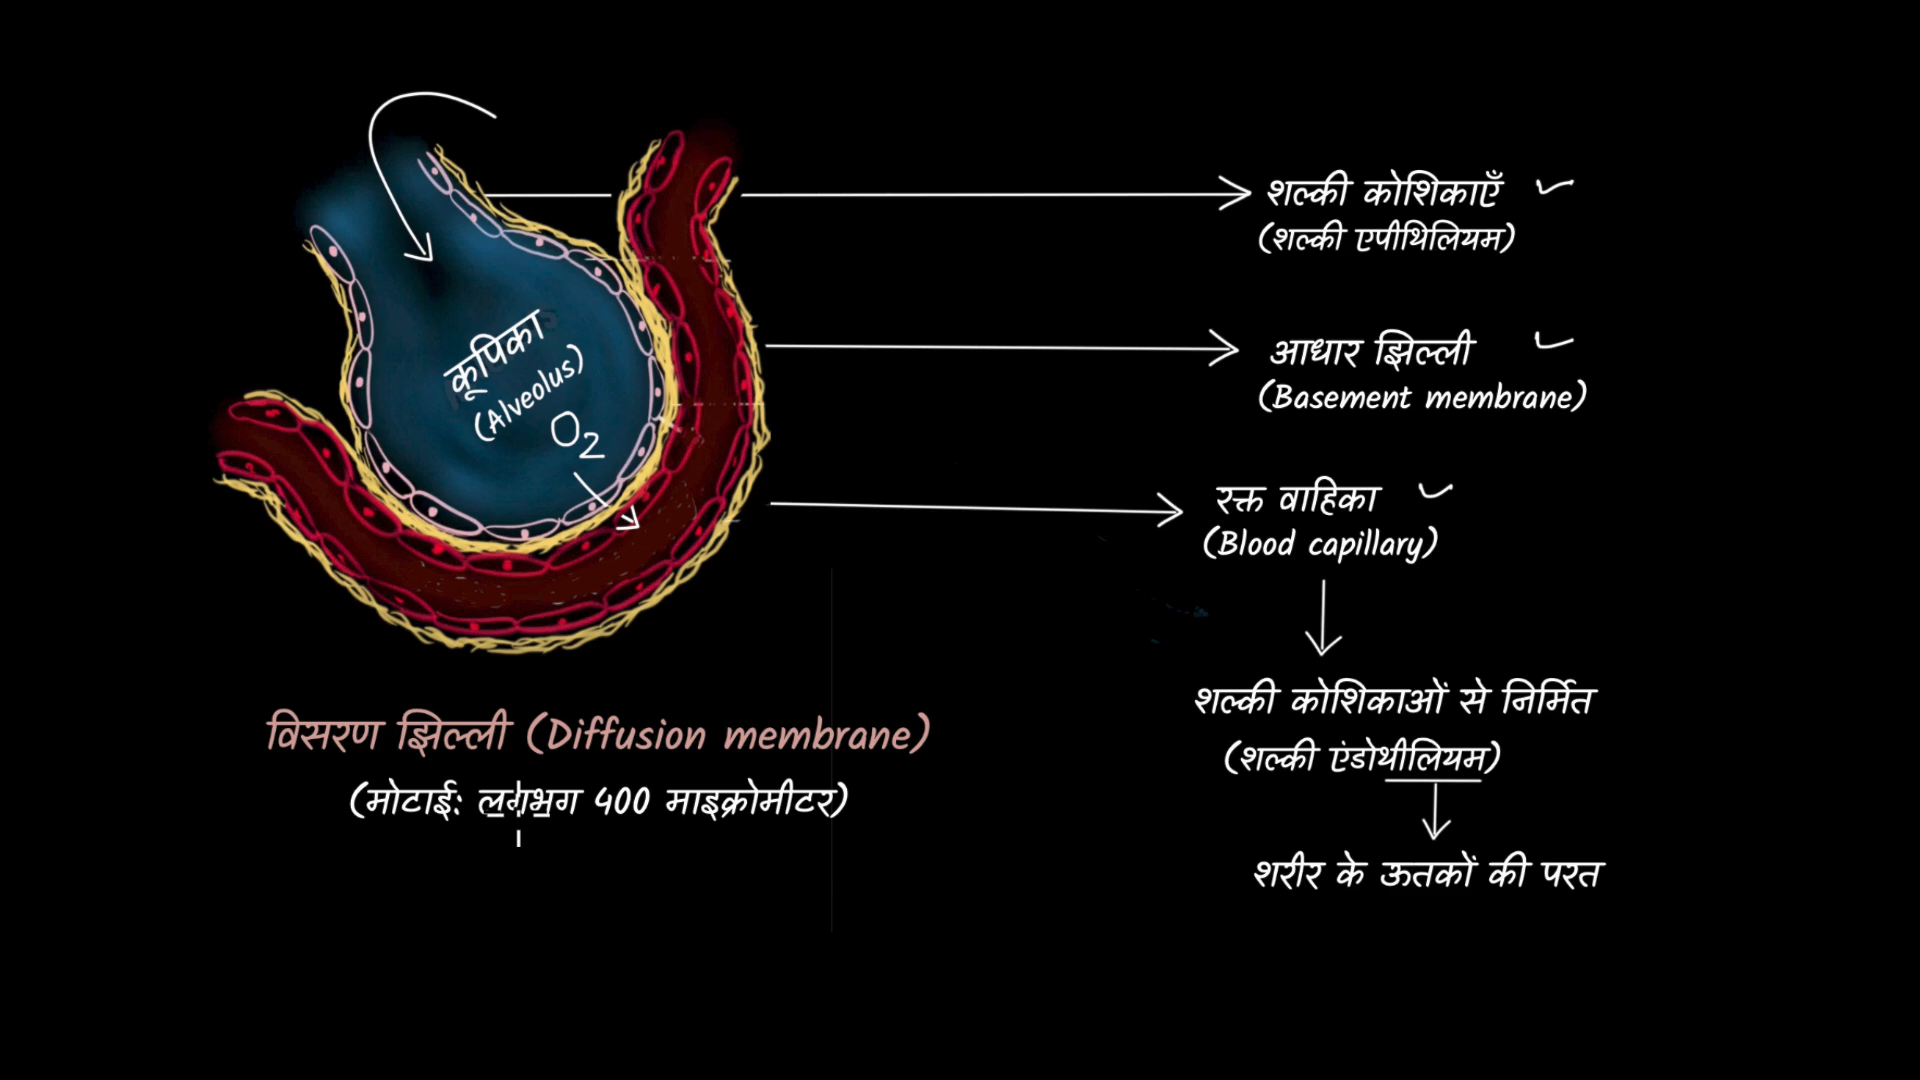 शल्की कोशिकाएँ
(शल्की एपीथिलियम)
कूपिका
(Alveolus)
O2
आधार झिल्ली
(Basement membrane)
रक्त वाहिका
(Blood capillary)
शल्की कोशिकाओं से निर्मित
(शल्की एंडोथीलियम)
शरीर के ऊतकों की परत
विसरण झिल्ली (Diffusion membrane)
(मोटाई: लगभग 400 माइक्रोमीटर)